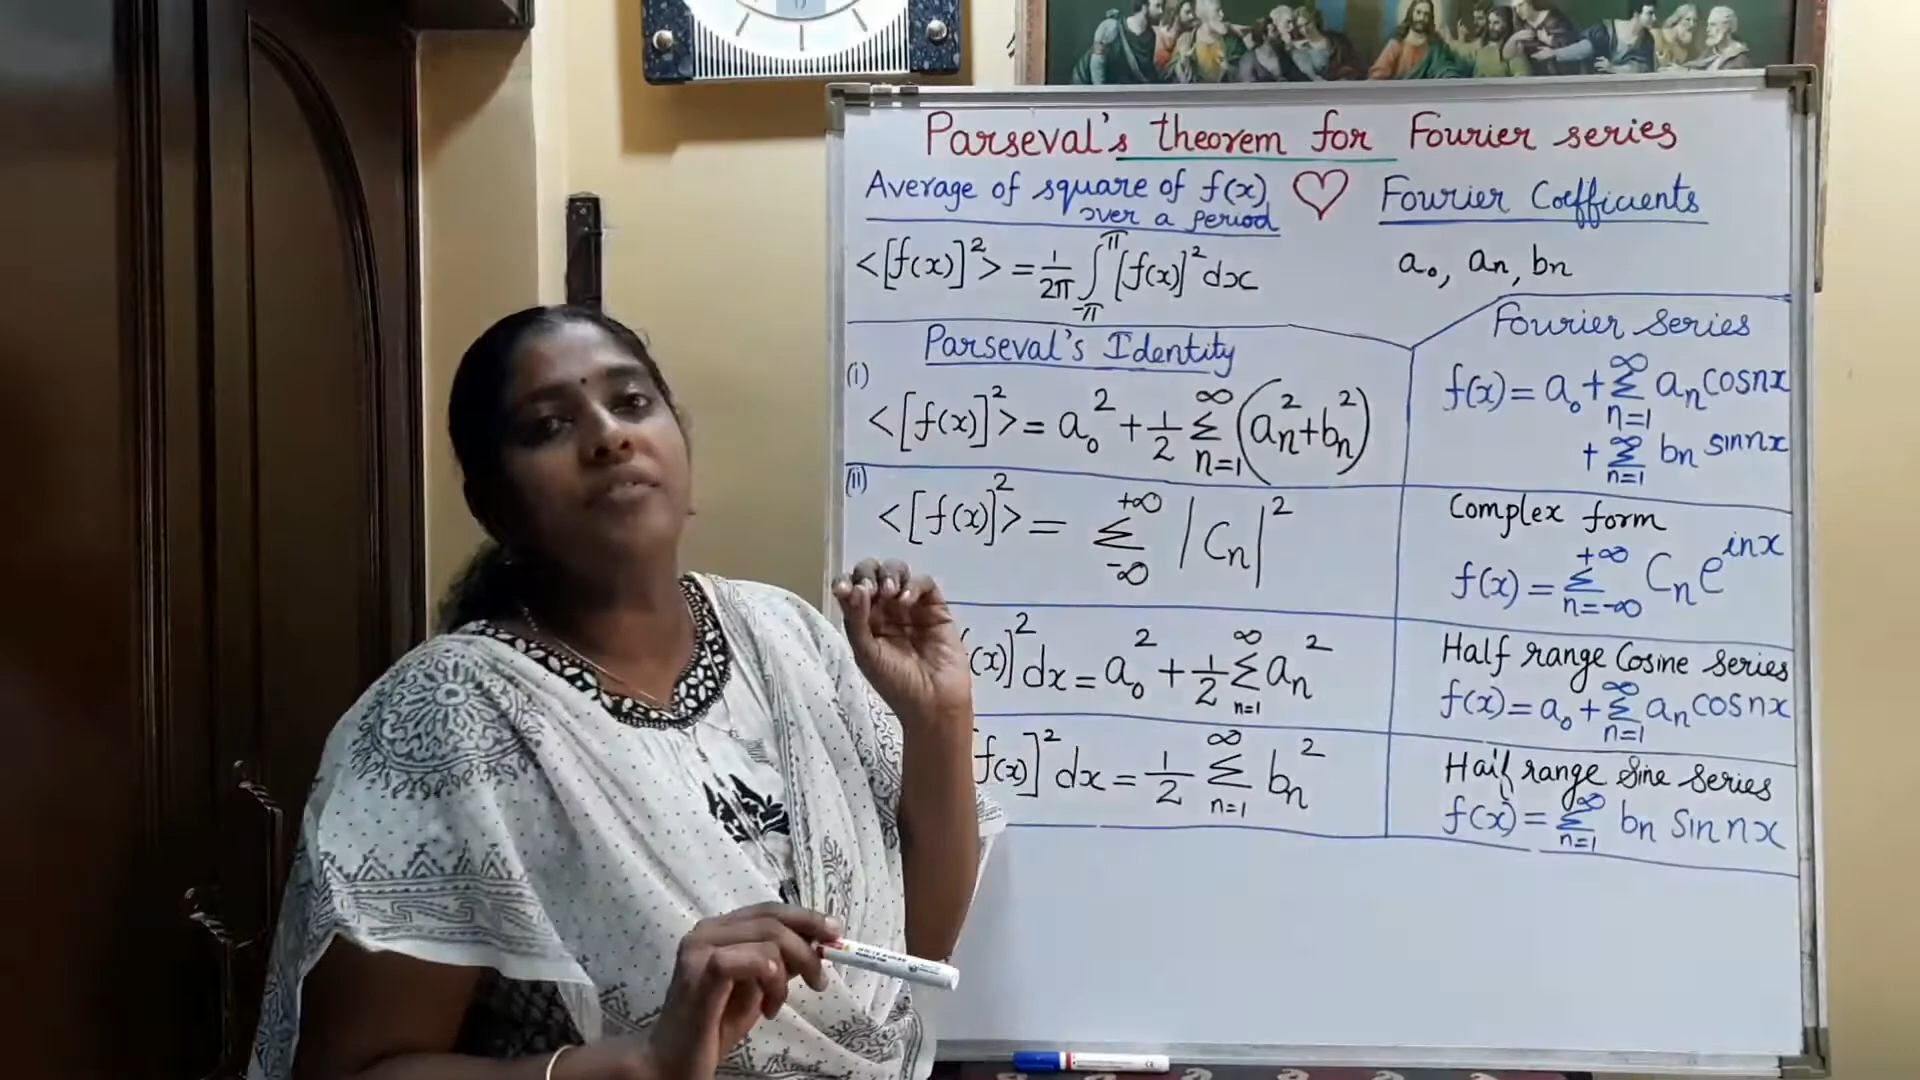 Parseval's theorem for Fourier series
Average of square of f(x) ♡ Fourier Coefficients
over a period
<[f(x)]²> = 1/2π ∫_{-π}^{π} [f(x)]² dx
a₀, aₙ, bₙ
Parseval's Identity
(i)
<[f(x)]²> = a₀² + 1/2 Σ_{n=1}^{∞} (aₙ² + bₙ²)
(ii)
<[f(x)]²> = Σ_{-∞}^{+∞} |Cₙ|²
(x)]² dx = a₀² + 1/2 Σ_{n=1}^{∞} aₙ²
f(x)]² dx = 1/2 Σ_{n=1}^{∞} bₙ²
Fourier Series
f(x) = a₀ + Σ_{n=1}^{∞} aₙ cosnx
+ Σ_{n=1}^{∞} bₙ sinnx
Complex form
f(x) = Σ_{n=-∞}^{+∞} Cₙ e^{inx}
Half range Cosine series
f(x) = a₀ + Σ_{n=1}^{∞} aₙ cosnx
Half range Sine series
f(x) = Σ_{n=1}^{∞} bₙ sin nx